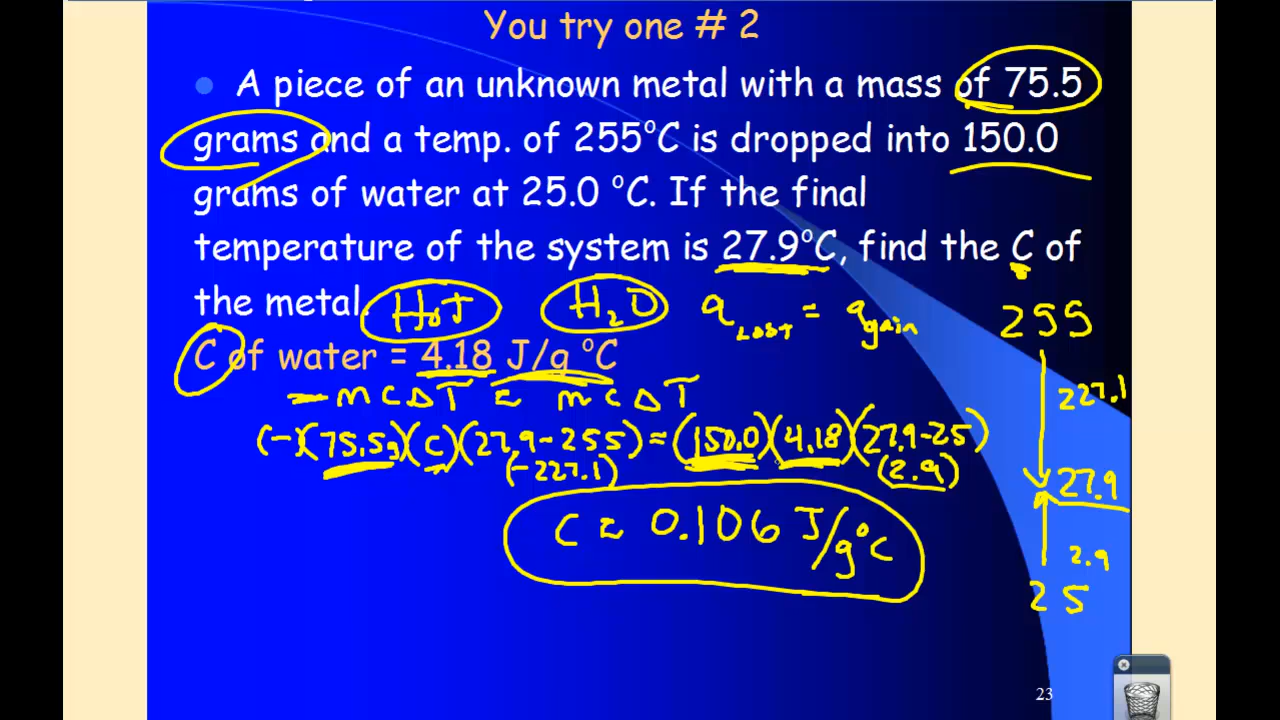 You try one # 2
A piece of an unknown metal with a mass of 75.5
grams and a temp. of 255°C is dropped into 150.0
grams of water at 25.0 °C. If the final
temperature of the system is 27.9°C, find the C of
the metal.
HOT H₂O q LOST = q gain
255
C of water = 4.18 J/g °C
227.1
- m C Δ T = m C Δ T
(-)(75.5g)(C)(27.9-255) = (150.0)(4.18)(27.9-25)
(-227.1) (2.9)
27.9
C = 0.106 J/g°C
2.9
25
23